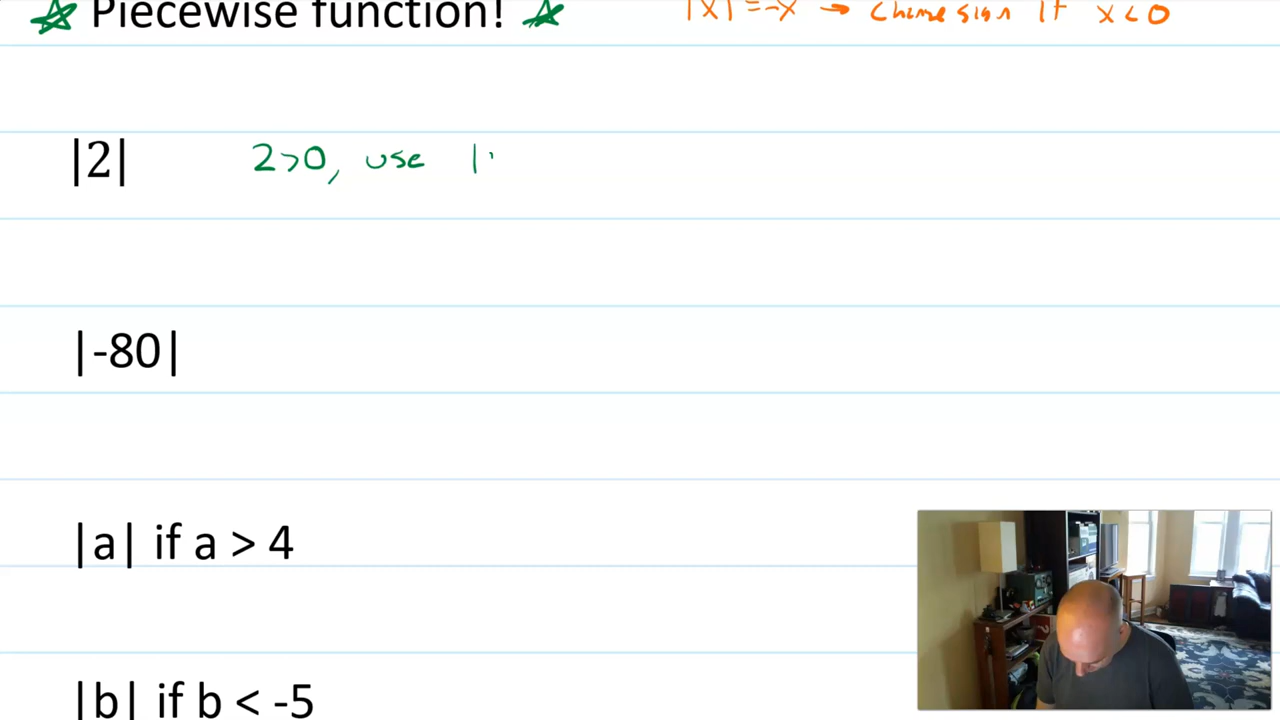 Piecewise function! |x| = -x → Change sign if x < 0
|2| 2>0, use |
|-80|
|a| if a > 4
|b| if b < -5